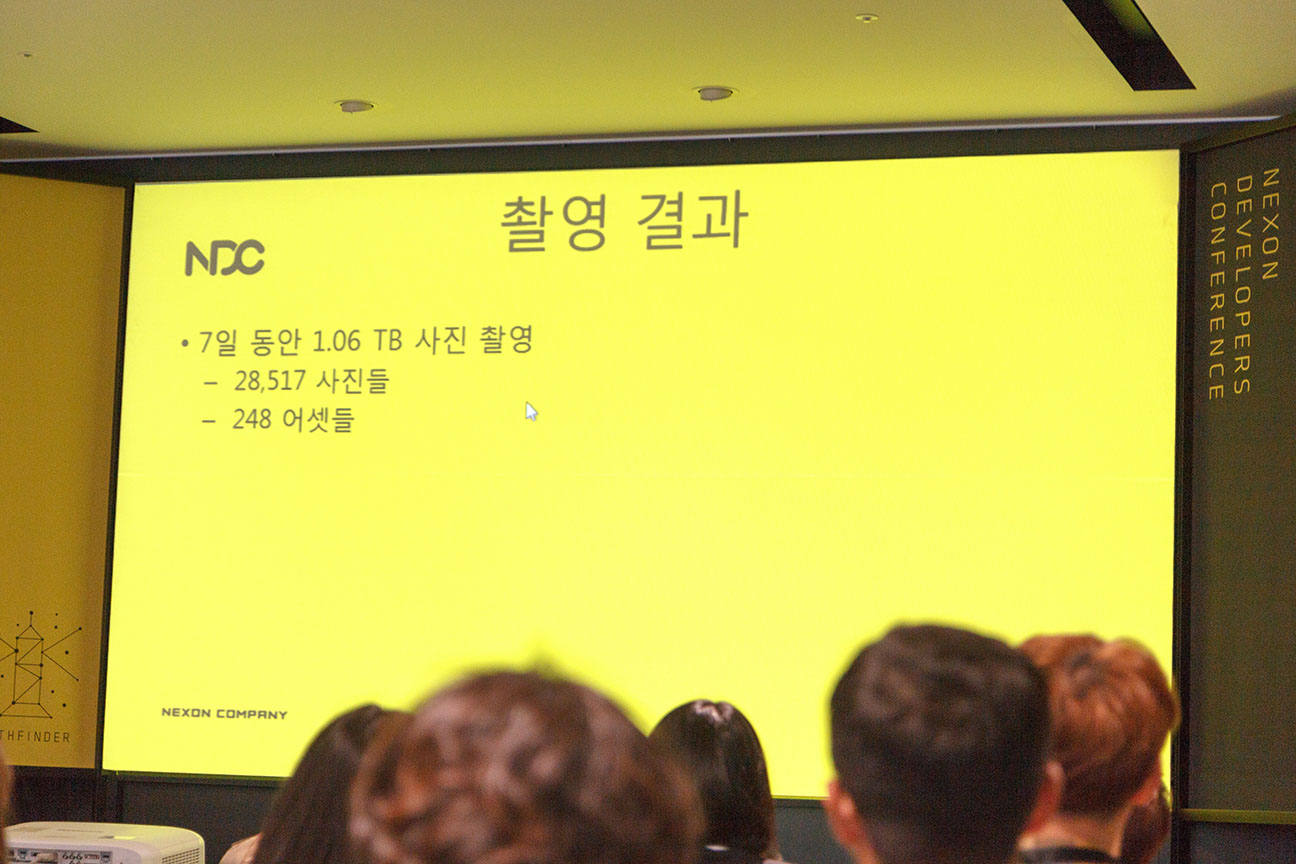 촬영 결과
NDC
• 7일 동안 1.06 TB 사진 촬영
– 28,517 사진들
– 248 어셋들
NEXON COMPANY
THFINDER
NEXON
DEVELOPERS
CONFERENCE